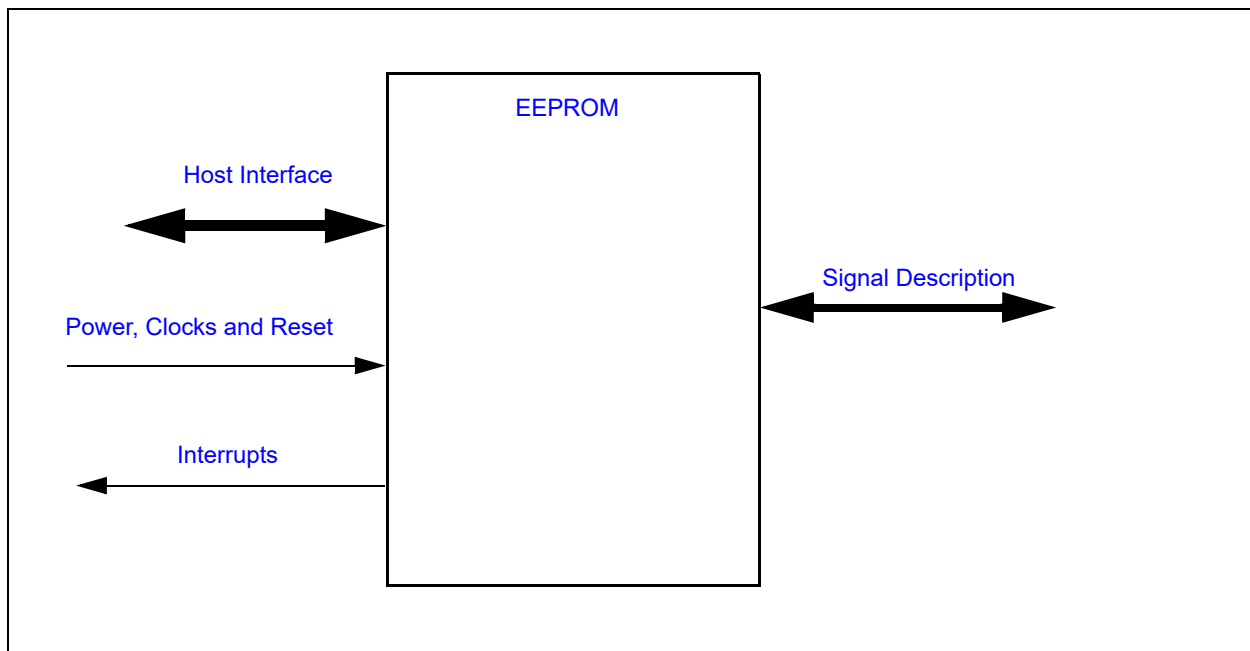 EEPROM
Host Interface
Signal Description
Power, Clocks and Reset
Interrupts